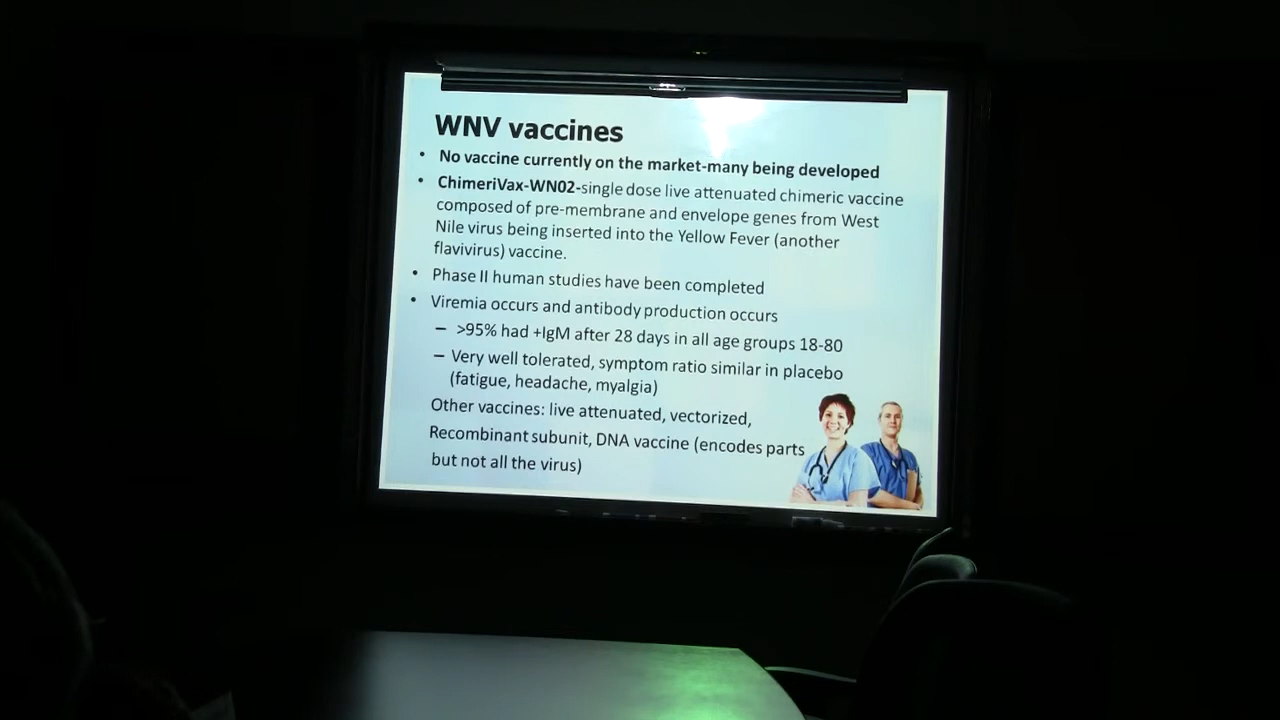 WNV vaccines
• No vaccine currently on the market-many being developed
• ChimeriVax-WN02-single dose live attenuated chimeric vaccine
composed of pre-membrane and envelope genes from West
Nile virus being inserted into the Yellow Fever (another
flavivirus) vaccine.
• Phase II human studies have been completed
• Viremia occurs and antibody production occurs
– >95% had +IgM after 28 days in all age groups 18-80
– Very well tolerated, symptom ratio similar in placebo
(fatigue, headache, myalgia)
Other vaccines: live attenuated, vectorized,
Recombinant subunit, DNA vaccine (encodes parts
but not all the virus)